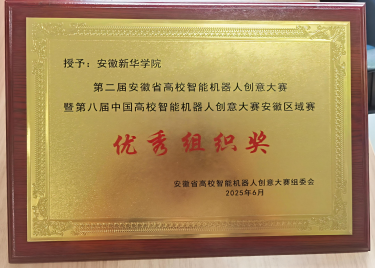 授予：安徽新华学院
第二届安徽省高校智能机器人创意大赛
暨第八届中国高校智能机器人创意大赛安徽区域赛
优秀组织奖
安徽省高校智能机器人创意大赛组委会
2025年6月